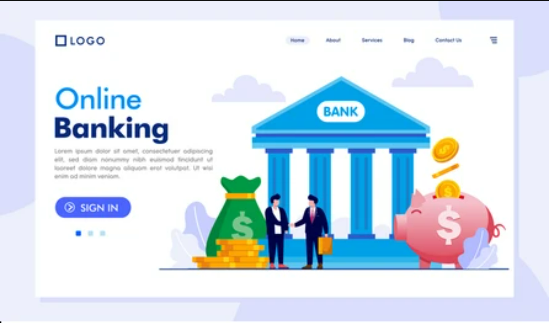 LOGO
Home About Services Blog Contact Us
Online
Banking
Lorem ipsum dolor sit amet, consectetuer adipiscing
elit, sed diam nonummy nibh euismod tincidunt ut
laoreet dolore magna aliquam erat volutpat. Ut wisi
enim ad minim veniam.
SIGN IN
BANK
$
$